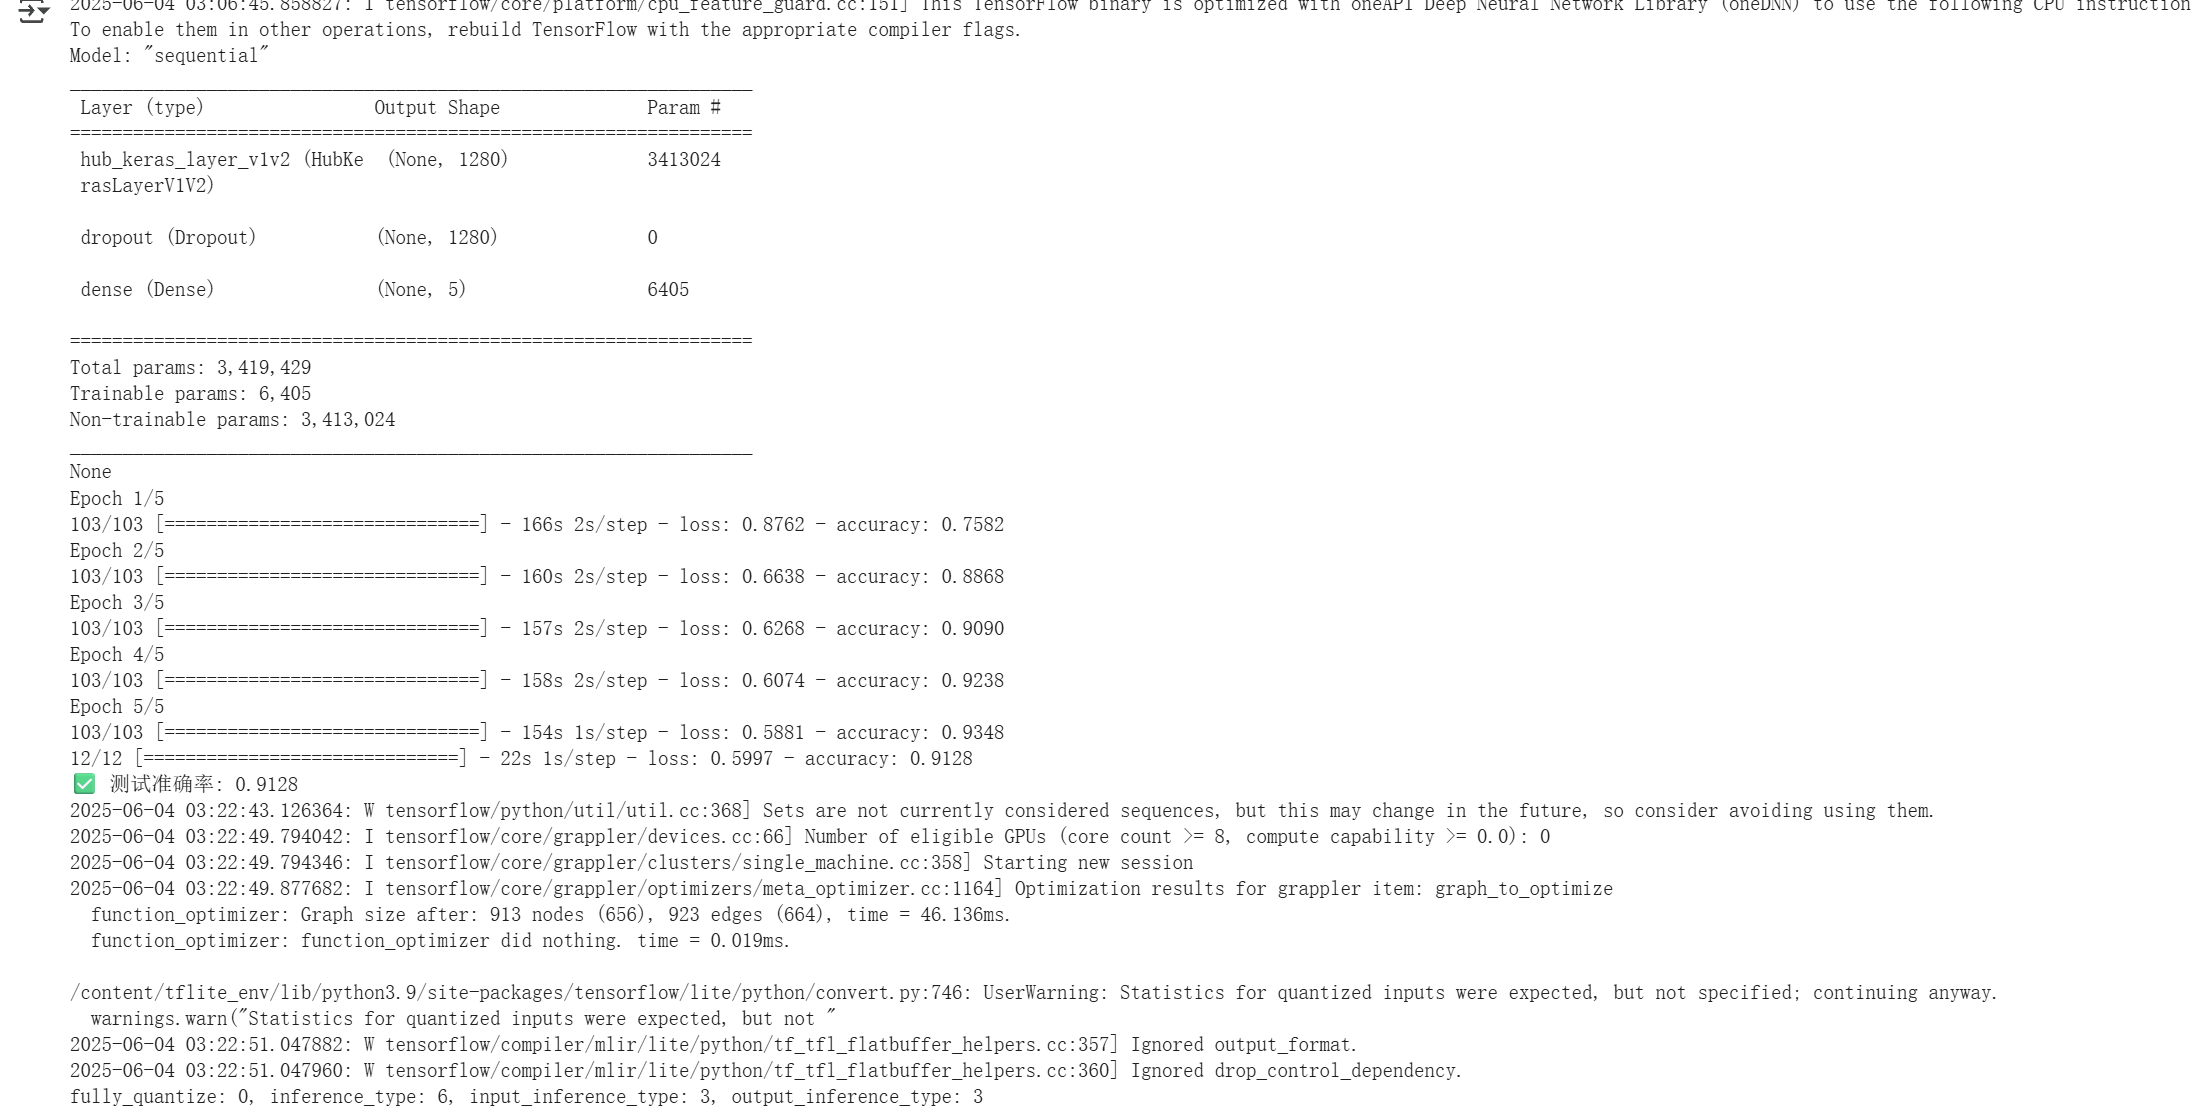 2025-06-04 03:06:45.858827: I tensorflow/core/platform/cpu_feature_guard.cc:151] This TensorFlow binary is optimized with oneAPI Deep Neural Network Library (oneDNN) to use the following CPU instruction
To enable them in other operations, rebuild TensorFlow with the appropriate compiler flags.
Model: "sequential"
_________________________________________________________________
 Layer (type)                Output Shape              Param #
=================================================================
 hub_keras_layer_v1v2 (HubKe  (None, 1280)             3413024
 rasLayerV1V2)
 dropout (Dropout)           (None, 1280)              0
 dense (Dense)               (None, 5)                 6405
=================================================================
Total params: 3,419,429
Trainable params: 6,405
Non-trainable params: 3,413,024
_________________________________________________________________
None
Epoch 1/5
103/103 [==============================] - 166s 2s/step - loss: 0.8762 - accuracy: 0.7582
Epoch 2/5
103/103 [==============================] - 160s 2s/step - loss: 0.6638 - accuracy: 0.8868
Epoch 3/5
103/103 [==============================] - 157s 2s/step - loss: 0.6268 - accuracy: 0.9090
Epoch 4/5
103/103 [==============================] - 158s 2s/step - loss: 0.6074 - accuracy: 0.9238
Epoch 5/5
103/103 [==============================] - 154s 1s/step - loss: 0.5881 - accuracy: 0.9348
12/12 [==============================] - 22s 1s/step - loss: 0.5997 - accuracy: 0.9128
✅ 测试准确率: 0.9128
2025-06-04 03:22:43.126364: W tensorflow/python/util/util.cc:368] Sets are not currently considered sequences, but this may change in the future, so consider avoiding using them.
2025-06-04 03:22:49.794042: I tensorflow/core/grappler/devices.cc:66] Number of eligible GPUs (core count >= 8, compute capability >= 0.0): 0
2025-06-04 03:22:49.794346: I tensorflow/core/grappler/clusters/single_machine.cc:358] Starting new session
2025-06-04 03:22:49.877682: I tensorflow/core/grappler/optimizers/meta_optimizer.cc:1164] Optimization results for grappler item: graph_to_optimize
  function_optimizer: Graph size after: 913 nodes (656), 923 edges (664), time = 46.136ms.
  function_optimizer: function_optimizer did nothing. time = 0.019ms.
/content/tflite_env/lib/python3.9/site-packages/tensorflow/lite/python/convert.py:746: UserWarning: Statistics for quantized inputs were expected, but not specified; continuing anyway.
  warnings.warn("Statistics for quantized inputs were expected, but not "
2025-06-04 03:22:51.047882: W tensorflow/compiler/mlir/lite/python/tf_tfl_flatbuffer_helpers.cc:357] Ignored output_format.
2025-06-04 03:22:51.047960: W tensorflow/compiler/mlir/lite/python/tf_tfl_flatbuffer_helpers.cc:360] Ignored drop_control_dependency.
fully_quantize: 0, inference_type: 6, input_inference_type: 3, output_inference_type: 3